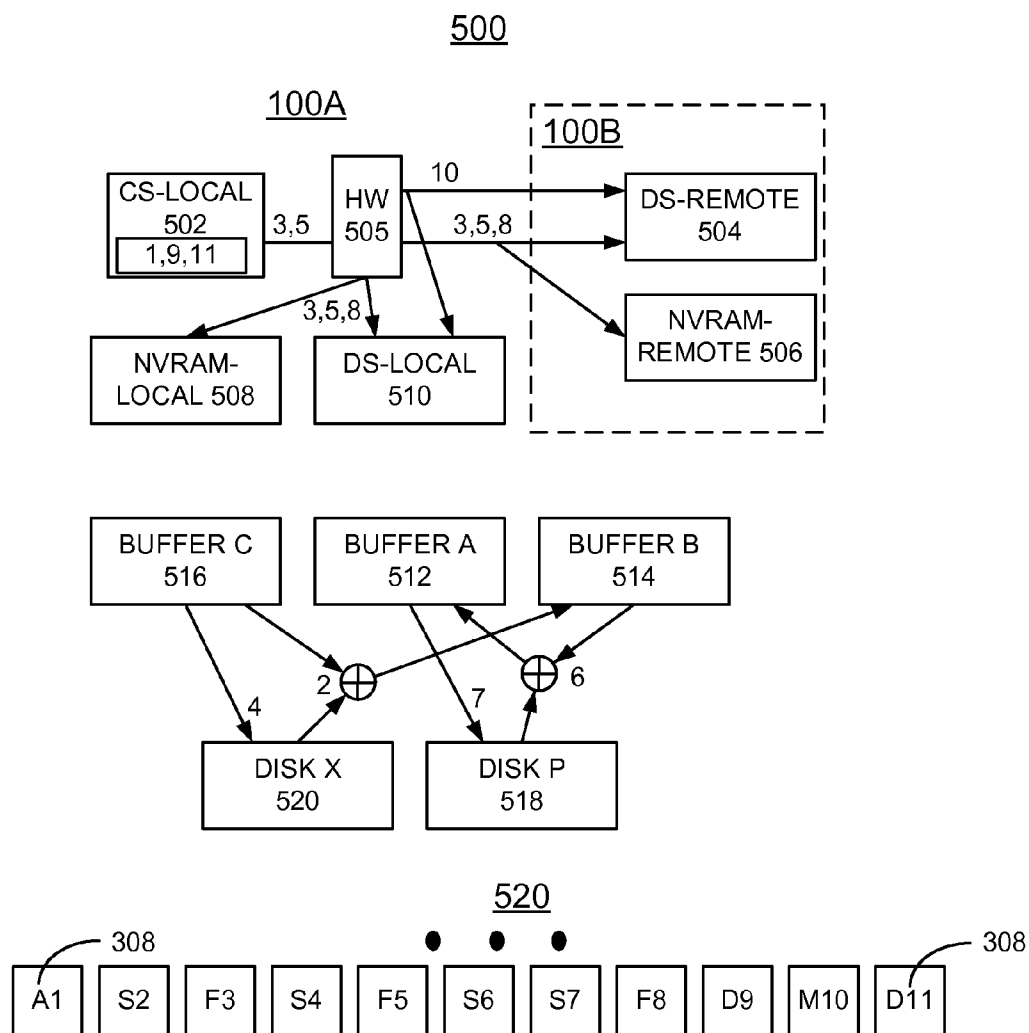 500
100A
100B
CS-LOCAL
502
1,9,11
3,5
HW
505
10
3,5,8
DS-REMOTE
504
3,5,8
NVRAM-
LOCAL 508
DS-LOCAL
510
NVRAM-
REMOTE 506
BUFFER C
516
BUFFER A
512
BUFFER B
514
4
2
7
6
DISK X
520
DISK P
518
520
308
308
A1
S2
F3
S4
F5
S6
S7
F8
D9
M10
D11